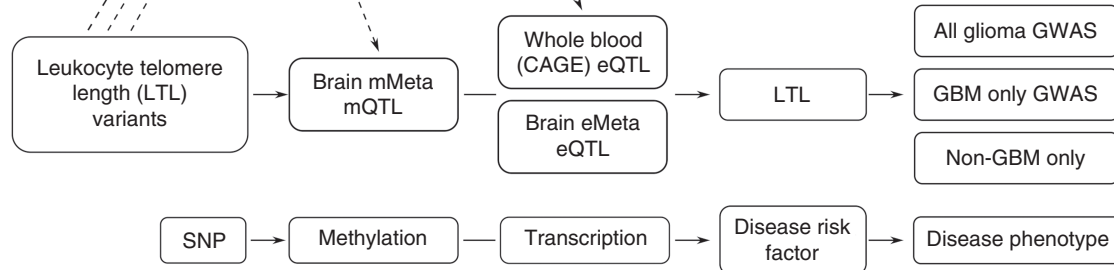 Leukocyte telomere
length (LTL)
variants
Brain mMeta
mQTL
Whole blood
(CAGE) eQTL
Brain eMeta
eQTL
LTL
All glioma GWAS
GBM only GWAS
Non-GBM only
SNP
Methylation
Transcription
Disease risk
factor
Disease phenotype